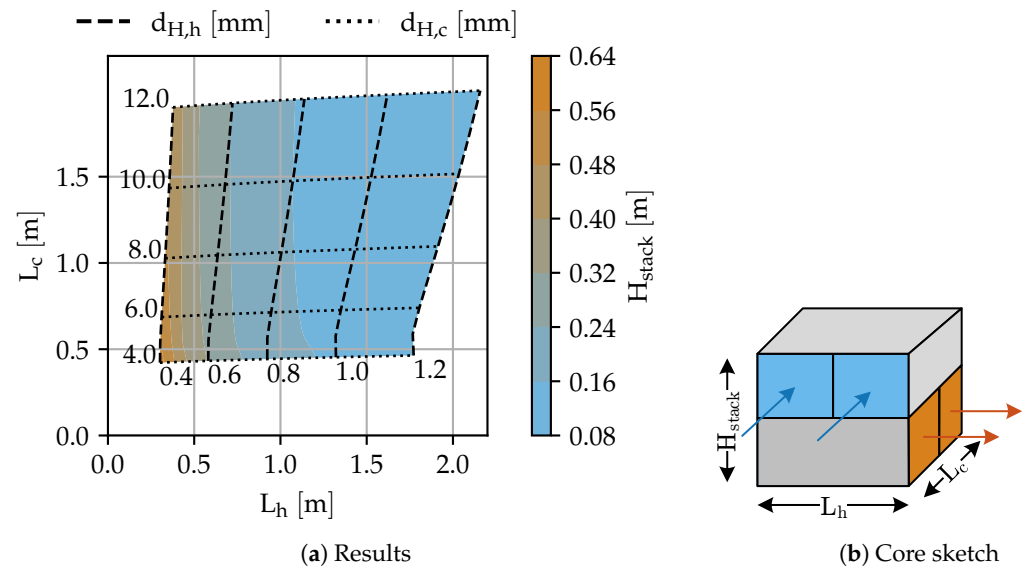 d_H,h [mm] d_H,c [mm]
12.0
10.0
8.0
6.0
4.0
0.4 0.6 0.8 1.0 1.2
1.5
1.0
0.5
0.0
L_c [m]
0.0 0.5 1.0 1.5 2.0
L_h [m]
0.64
0.56
0.48
0.40
0.32
0.24
0.16
0.08
H_stack [m]
(a) Results
H_stack
L_h
L_c
(b) Core sketch